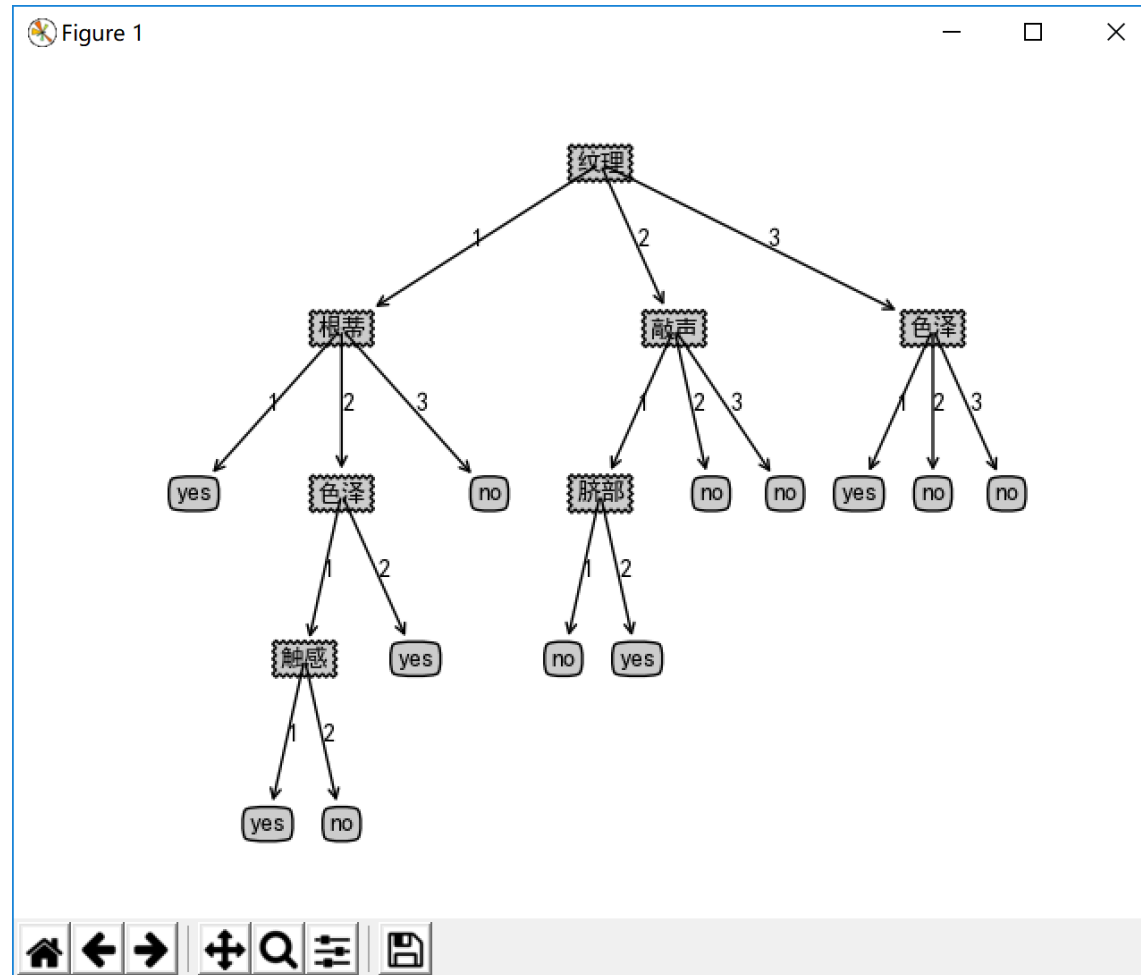 Figure 1
纹理
1 2 3
根蒂 敲声 色泽
1 2 3 1 2 3 1 2 3
yes 色泽 no 脐部 no no yes no no
1 2 1 2
触感 yes no yes
1 2
yes no